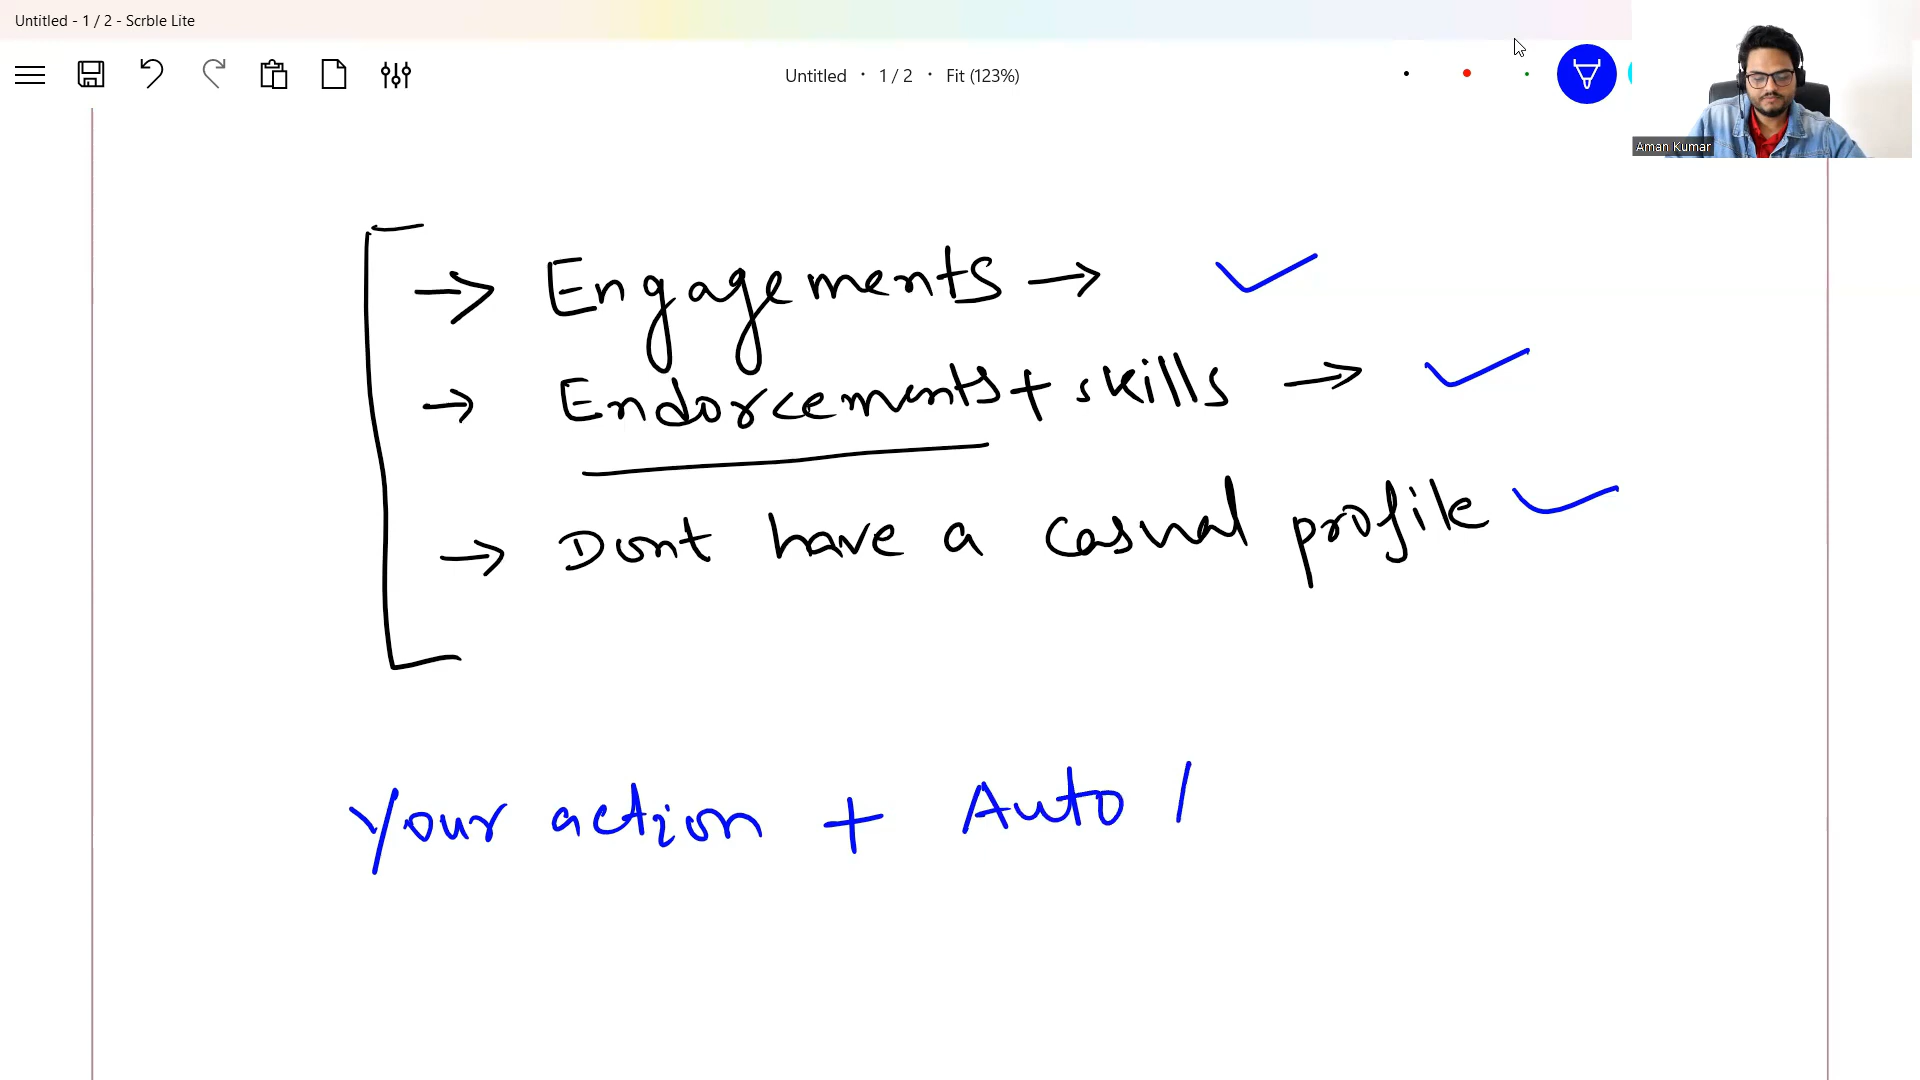 Untitled - 1 / 2 - Scrble Lite
Untitled • 1 / 2 • Fit (123%)
Aman Kumar
→ Engagements →
→ Endorcements + skills →
→ Dont have a casual profile
Your action + Auto /